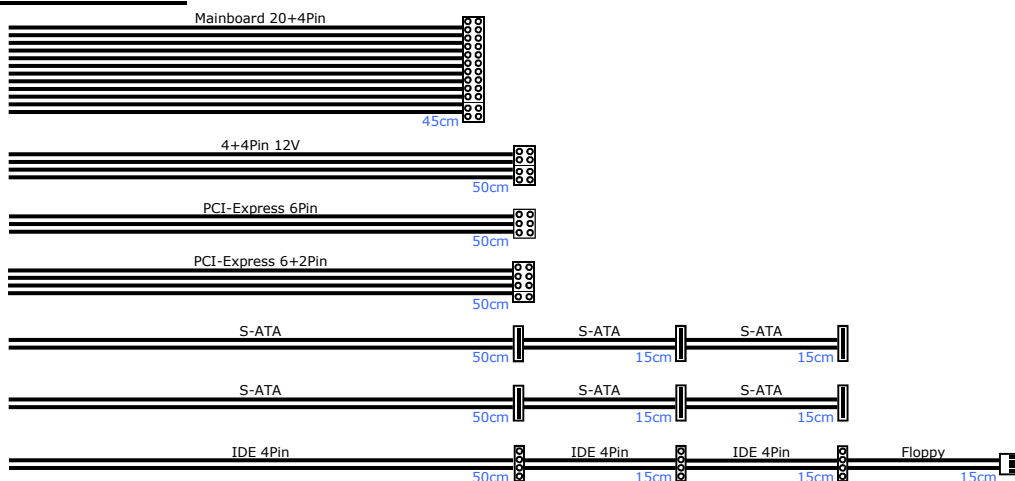 Mainboard 20+4Pin
45cm
4+4Pin 12V
50cm
PCI-Express 6Pin
50cm
PCI-Express 6+2Pin
50cm
S-ATA S-ATA S-ATA
50cm 15cm 15cm
S-ATA S-ATA S-ATA
50cm 15cm 15cm
IDE 4Pin IDE 4Pin IDE 4Pin Floppy
50cm 15cm 15cm 15cm